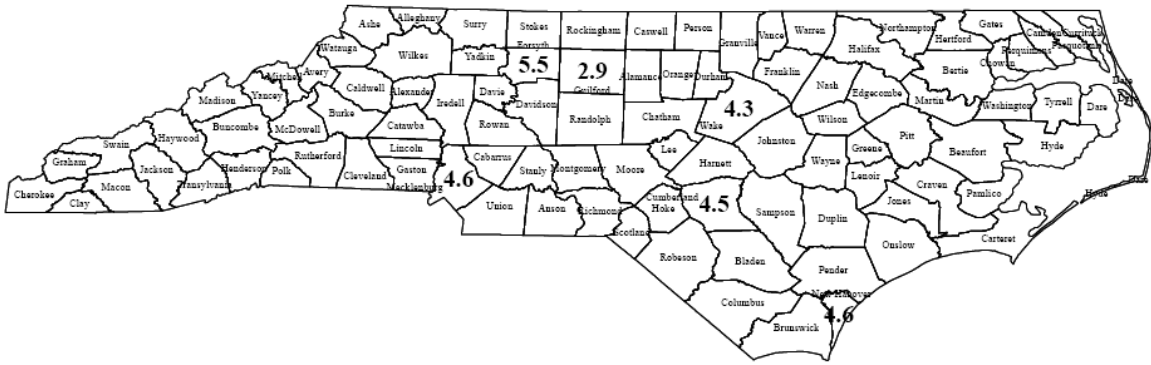 Ashe
Alleghany
Surry
Stokes
Rockingham
Caswell
Person
Granville
Vance
Warren
Northampton
Gates
Hertford
Camden
Currituck
Pasquotank
Perquimans
Chowan
Watauga
Wilkes
Yadkin
Forsyth
5.5
2.9
Guilford
Alamance
Orange
Durham
Franklin
Halifax
Bertie
Mitchell
Avery
Caldwell
Alexander
Iredell
Davie
Davidson
Randolph
Chatham
4.3
Wake
Nash
Edgecombe
Martin
Washington
Tyrrell
Dare
Dare
Dare
Madison
Yancey
Burke
Catawba
Rowan
Lee
Johnston
Wilson
Pitt
Beaufort
Hyde
Buncombe
McDowell
Haywood
Swain
Graham
Rutherford
Lincoln
Cabarrus
Stanly
Montgomery
Moore
Harnett
Wayne
Greene
Lenoir
Craven
Pamlico
Cherokee
Clay
Macon
Jackson
Transylvania
Henderson
Polk
Cleveland
Gaston
Mecklenburg
4.6
Union
Anson
Richmond
Scotland
Hoke
Cumberland
4.5
Sampson
Duplin
Jones
Onslow
Carteret
Hyde
Dare
Robeson
Bladen
Pender
Columbus
New Hanover
4.6
Brunswick